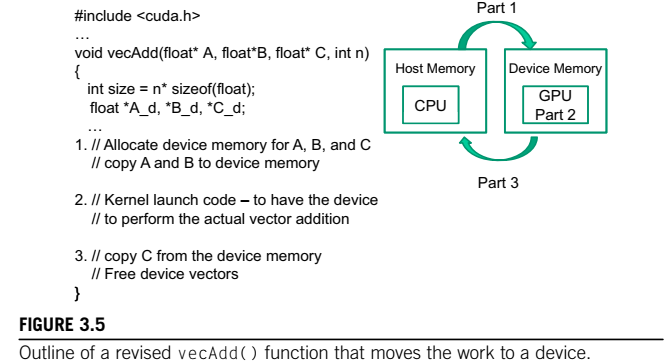 #include <cuda.h>
…
void vecAdd(float* A, float*B, float* C, int n)
{
int size = n* sizeof(float);
float *A_d, *B_d, *C_d;
…
1. // Allocate device memory for A, B, and C
// copy A and B to device memory
2. // Kernel launch code – to have the device
// to perform the actual vector addition
3. // copy C from the device memory
// Free device vectors
}
Part 1
Host Memory
CPU
Device Memory
GPU
Part 2
Part 3
FIGURE 3.5
Outline of a revised vecAdd() function that moves the work to a device.